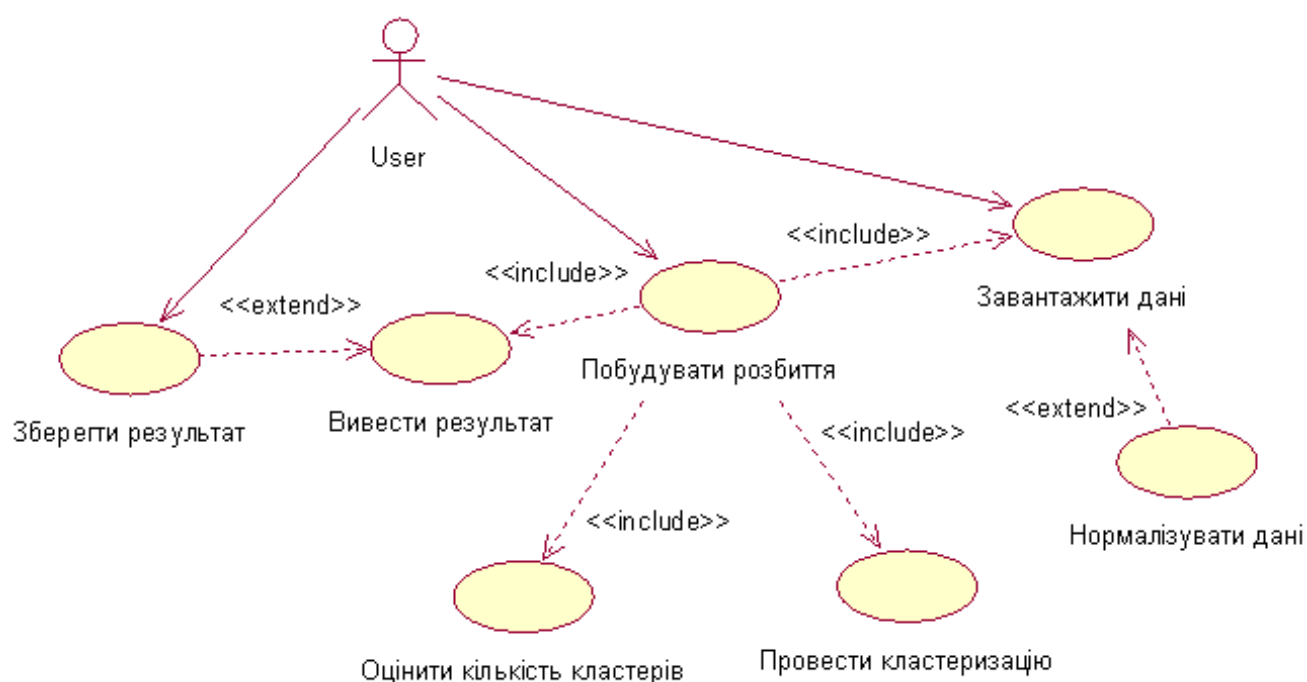 User
<<include>>
<<include>>
Завантажити дані
<<extend>>
Побудувати розбиття
Вивести результат
Зберегти результат
<<extend>>
<<include>>
<<include>>
Нормалізувати дані
Оцінити кількість кластерів
Провести кластеризацію